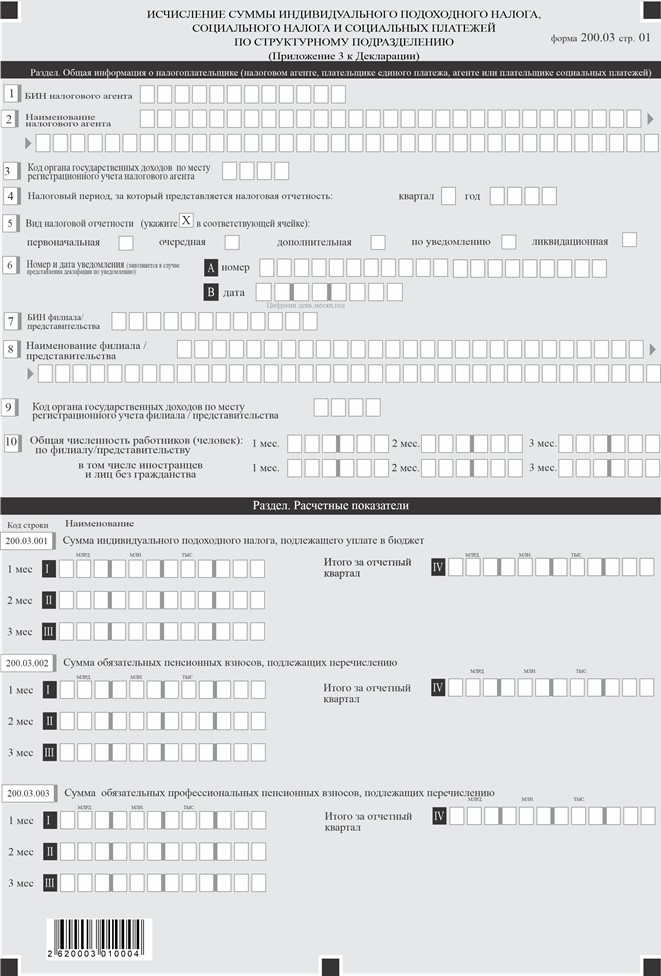 ИСЧИСЛЕНИЕ СУММЫ ИНДИВИДУАЛЬНОГО ПОДОХОДНОГО НАЛОГА,
СОЦИАЛЬНОГО НАЛОГА И СОЦИАЛЬНЫХ ПЛАТЕЖЕЙ
ПО СТРУКТУРНОМУ ПОДРАЗДЕЛЕНИЮ
(Приложение 3 к Декларации)
форма 200.03 стр. 01
Раздел. Общая информация о налогоплательщике (налоговом агенте, плательщике единого платежа, агенте или плательщике социальных платежей)
1 БИН налогового агента
2 Наименование
налогового агента
3 Код органа государственных доходов по месту
регистрационного учета налогового агента
4 Налоговый период, за который представляется налоговая отчетность: квартал год
5 Вид налоговой отчетности (укажите X в соответствующей ячейке):
первоначальная очередная дополнительная по уведомлению ликвидационная
6 Номер и дата уведомления (заполняется в случае
представления декларации по уведомлению):
A номер
B дата
Цифрами день,месяц,год
7 БИН филиала/
представительства
8 Наименование филиала /
представительства
9 Код органа государственных доходов по месту
регистрационного учета филиала / представительства
10 Общая численность работников (человек): 1 мес. 2 мес. 3 мес.
по филиалу/представительству
в том числе иностранцев 1 мес. 2 мес. 3 мес.
и лиц без гражданства
Раздел. Расчетные показатели
Код строки Наименование
200.03.001 Сумма индивидуального подоходного налога, подлежащего уплате в бюджет
МЛРД МЛН ТЫС МЛРД МЛН ТЫС
1 мес I Итого за отчетный IV
квартал
2 мес II
3 мес III
200.03.002 Сумма обязательных пенсионных взносов, подлежащих перечислению
МЛРД МЛН ТЫС МЛРД МЛН ТЫС
1 мес I Итого за отчетный IV
квартал
2 мес II
3 мес III
200.03.003 Сумма обязательных профессиональных пенсионных взносов, подлежащих перечислению
МЛРД МЛН ТЫС МЛРД МЛН ТЫС
1 мес I Итого за отчетный IV
квартал
2 мес II
3 мес III
2 620003 010004